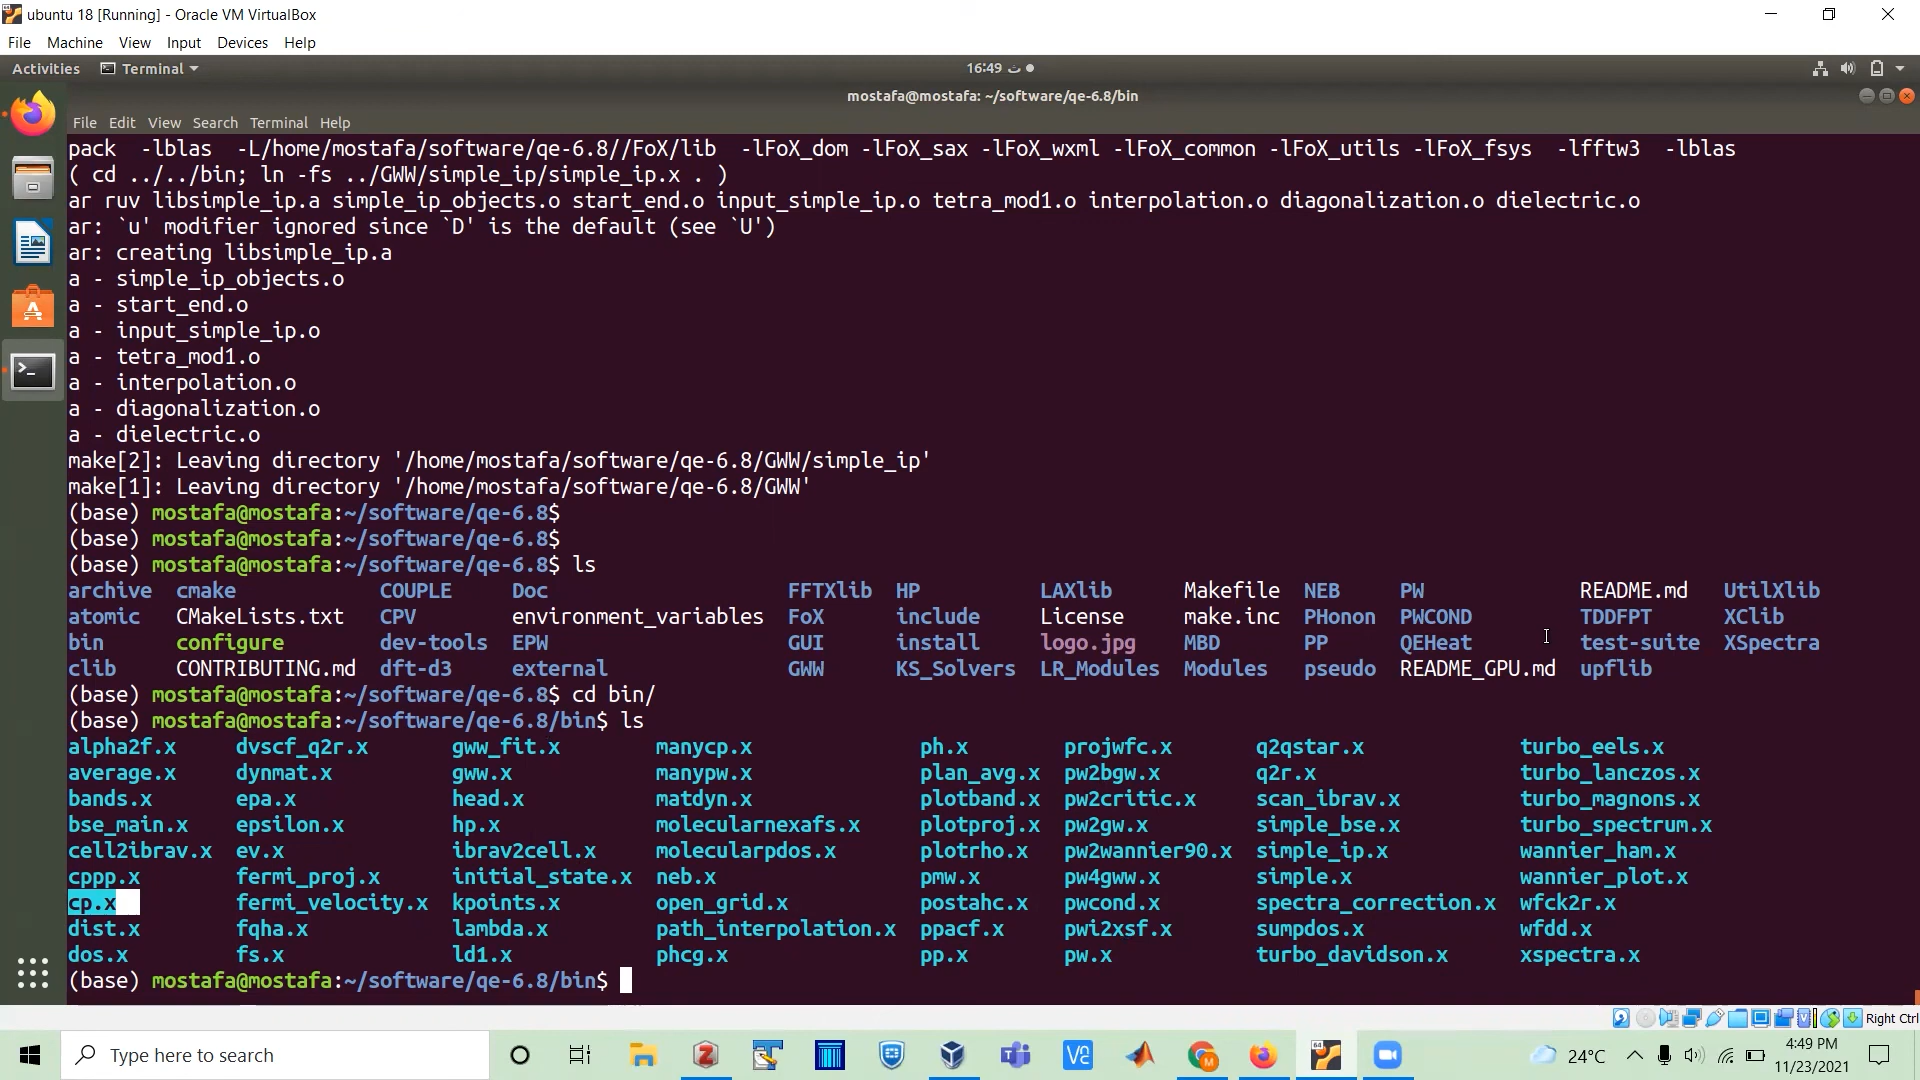 ubuntu 18 [Running] - Oracle VM VirtualBox
File Machine View Input Devices Help
Activities Terminal 16:49 ث
mostafa@mostafa: ~/software/qe-6.8/bin
File Edit View Search Terminal Help
pack  -lblas  -L/home/mostafa/software/qe-6.8//FoX/lib  -lFoX_dom -lFoX_sax -lFoX_wxml -lFoX_common -lFoX_utils -lFoX_fsys  -lfftw3  -lblas
( cd ../../bin; ln -fs ../GWW/simple_ip/simple_ip.x . )
ar ruv libsimple_ip.a simple_ip_objects.o start_end.o input_simple_ip.o tetra_mod1.o interpolation.o diagonalization.o dielectric.o
ar: `u' modifier ignored since `D' is the default (see `U')
ar: creating libsimple_ip.a
a - simple_ip_objects.o
a - start_end.o
a - input_simple_ip.o
a - tetra_mod1.o
a - interpolation.o
a - diagonalization.o
a - dielectric.o
make[2]: Leaving directory '/home/mostafa/software/qe-6.8/GWW/simple_ip'
make[1]: Leaving directory '/home/mostafa/software/qe-6.8/GWW'
(base) mostafa@mostafa:~/software/qe-6.8$
(base) mostafa@mostafa:~/software/qe-6.8$
(base) mostafa@mostafa:~/software/qe-6.8$ ls
archive cmake COUPLE Doc FFTXlib HP LAXlib Makefile NEB PW README.md UtilXlib
atomic CMakeLists.txt CPV environment_variables FoX include License make.inc PHonon PWCOND TDDFPT XClib
bin configure dev-tools EPW GUI install logo.jpg MBD PP QEHeat test-suite XSpectra
clib CONTRIBUTING.md dft-d3 external GWW KS_Solvers LR_Modules Modules pseudo README_GPU.md upflib
(base) mostafa@mostafa:~/software/qe-6.8$ cd bin/
(base) mostafa@mostafa:~/software/qe-6.8/bin$ ls
alpha2f.x dvscf_q2r.x gww_fit.x manycp.x ph.x projwfc.x q2qstar.x turbo_eels.x
average.x dynmat.x gww.x manypw.x plan_avg.x pw2bgw.x q2r.x turbo_lanczos.x
bands.x epa.x head.x matdyn.x plotband.x pw2critic.x scan_ibrav.x turbo_magnons.x
bse_main.x epsilon.x hp.x molecularnexafs.x plotproj.x pw2gw.x simple_bse.x turbo_spectrum.x
cell2ibrav.x ev.x ibrav2cell.x molecularpdos.x plotrho.x pw2wannier90.x simple_ip.x wannier_ham.x
cppp.x fermi_proj.x initial_state.x neb.x pmw.x pw4gww.x simple.x wannier_plot.x
cp.x fermi_velocity.x kpoints.x open_grid.x postahc.x pwcond.x spectra_correction.x wfck2r.x
dist.x fqha.x lambda.x path_interpolation.x ppacf.x pwi2xsf.x sumpdos.x wfdd.x
dos.x fs.x ld1.x phcg.x pp.x pw.x turbo_davidson.x xspectra.x
(base) mostafa@mostafa:~/software/qe-6.8/bin$
Right Ctrl
Type here to search
24°C
4:49 PM
11/23/2021